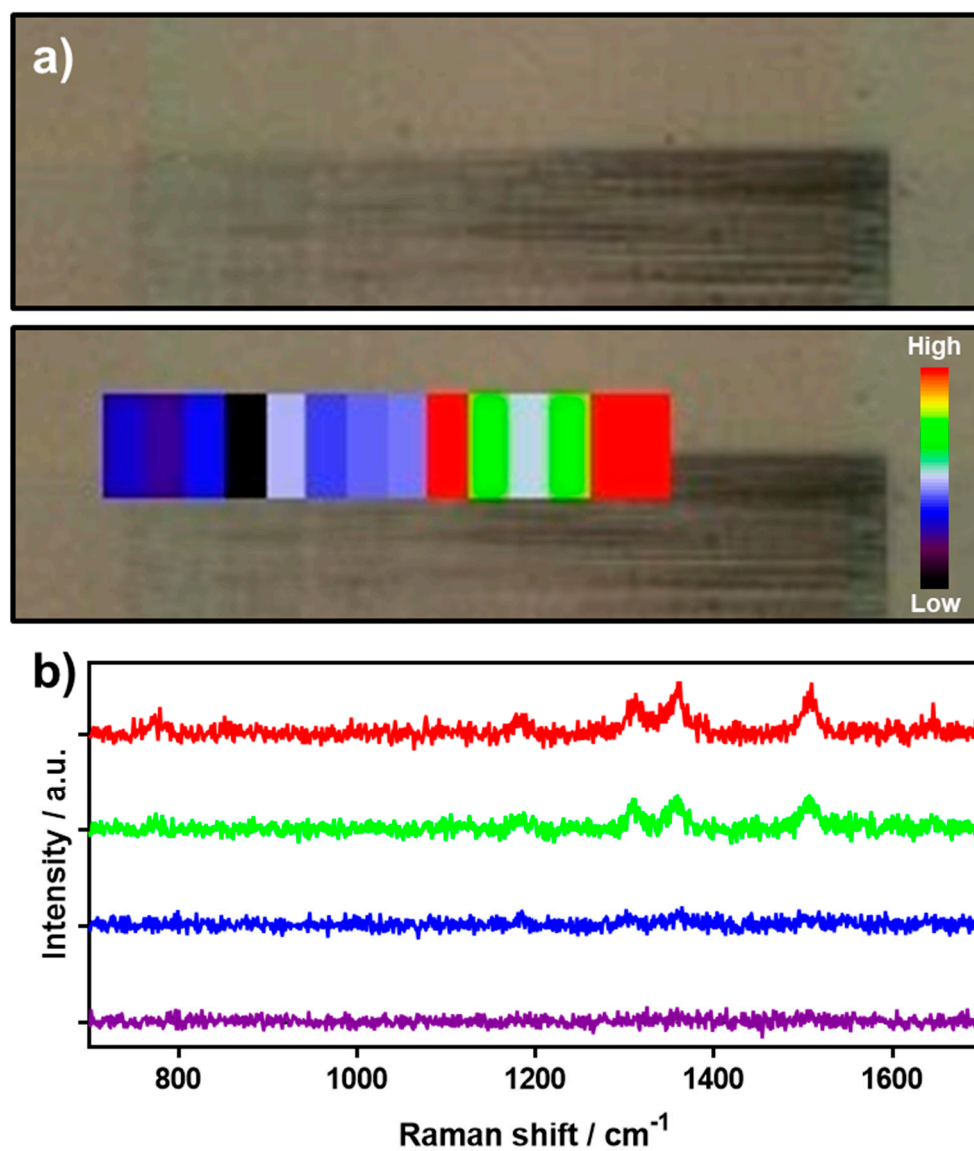 a)
High
Low
b)
Intensity / a.u.
800 1000 1200 1400 1600
Raman shift / cm⁻¹